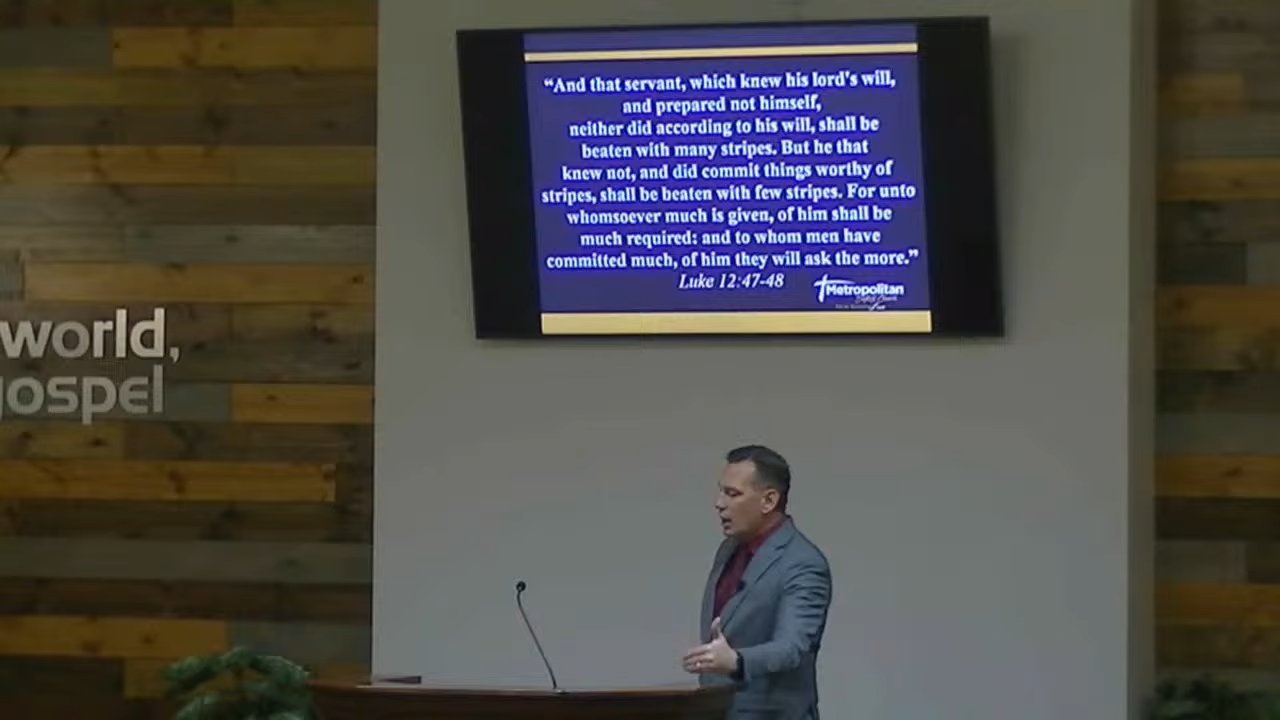 “And that servant, which knew his lord's will,
and prepared not himself,
neither did according to his will, shall be
beaten with many stripes. But he that
knew not, and did commit things worthy of
stripes, shall be beaten with few stripes. For unto
whomsoever much is given, of him shall be
much required: and to whom men have
committed much, of him they will ask the more.”
Luke 12:47-48
Metropolitan
Baptist Church
world,
gospel